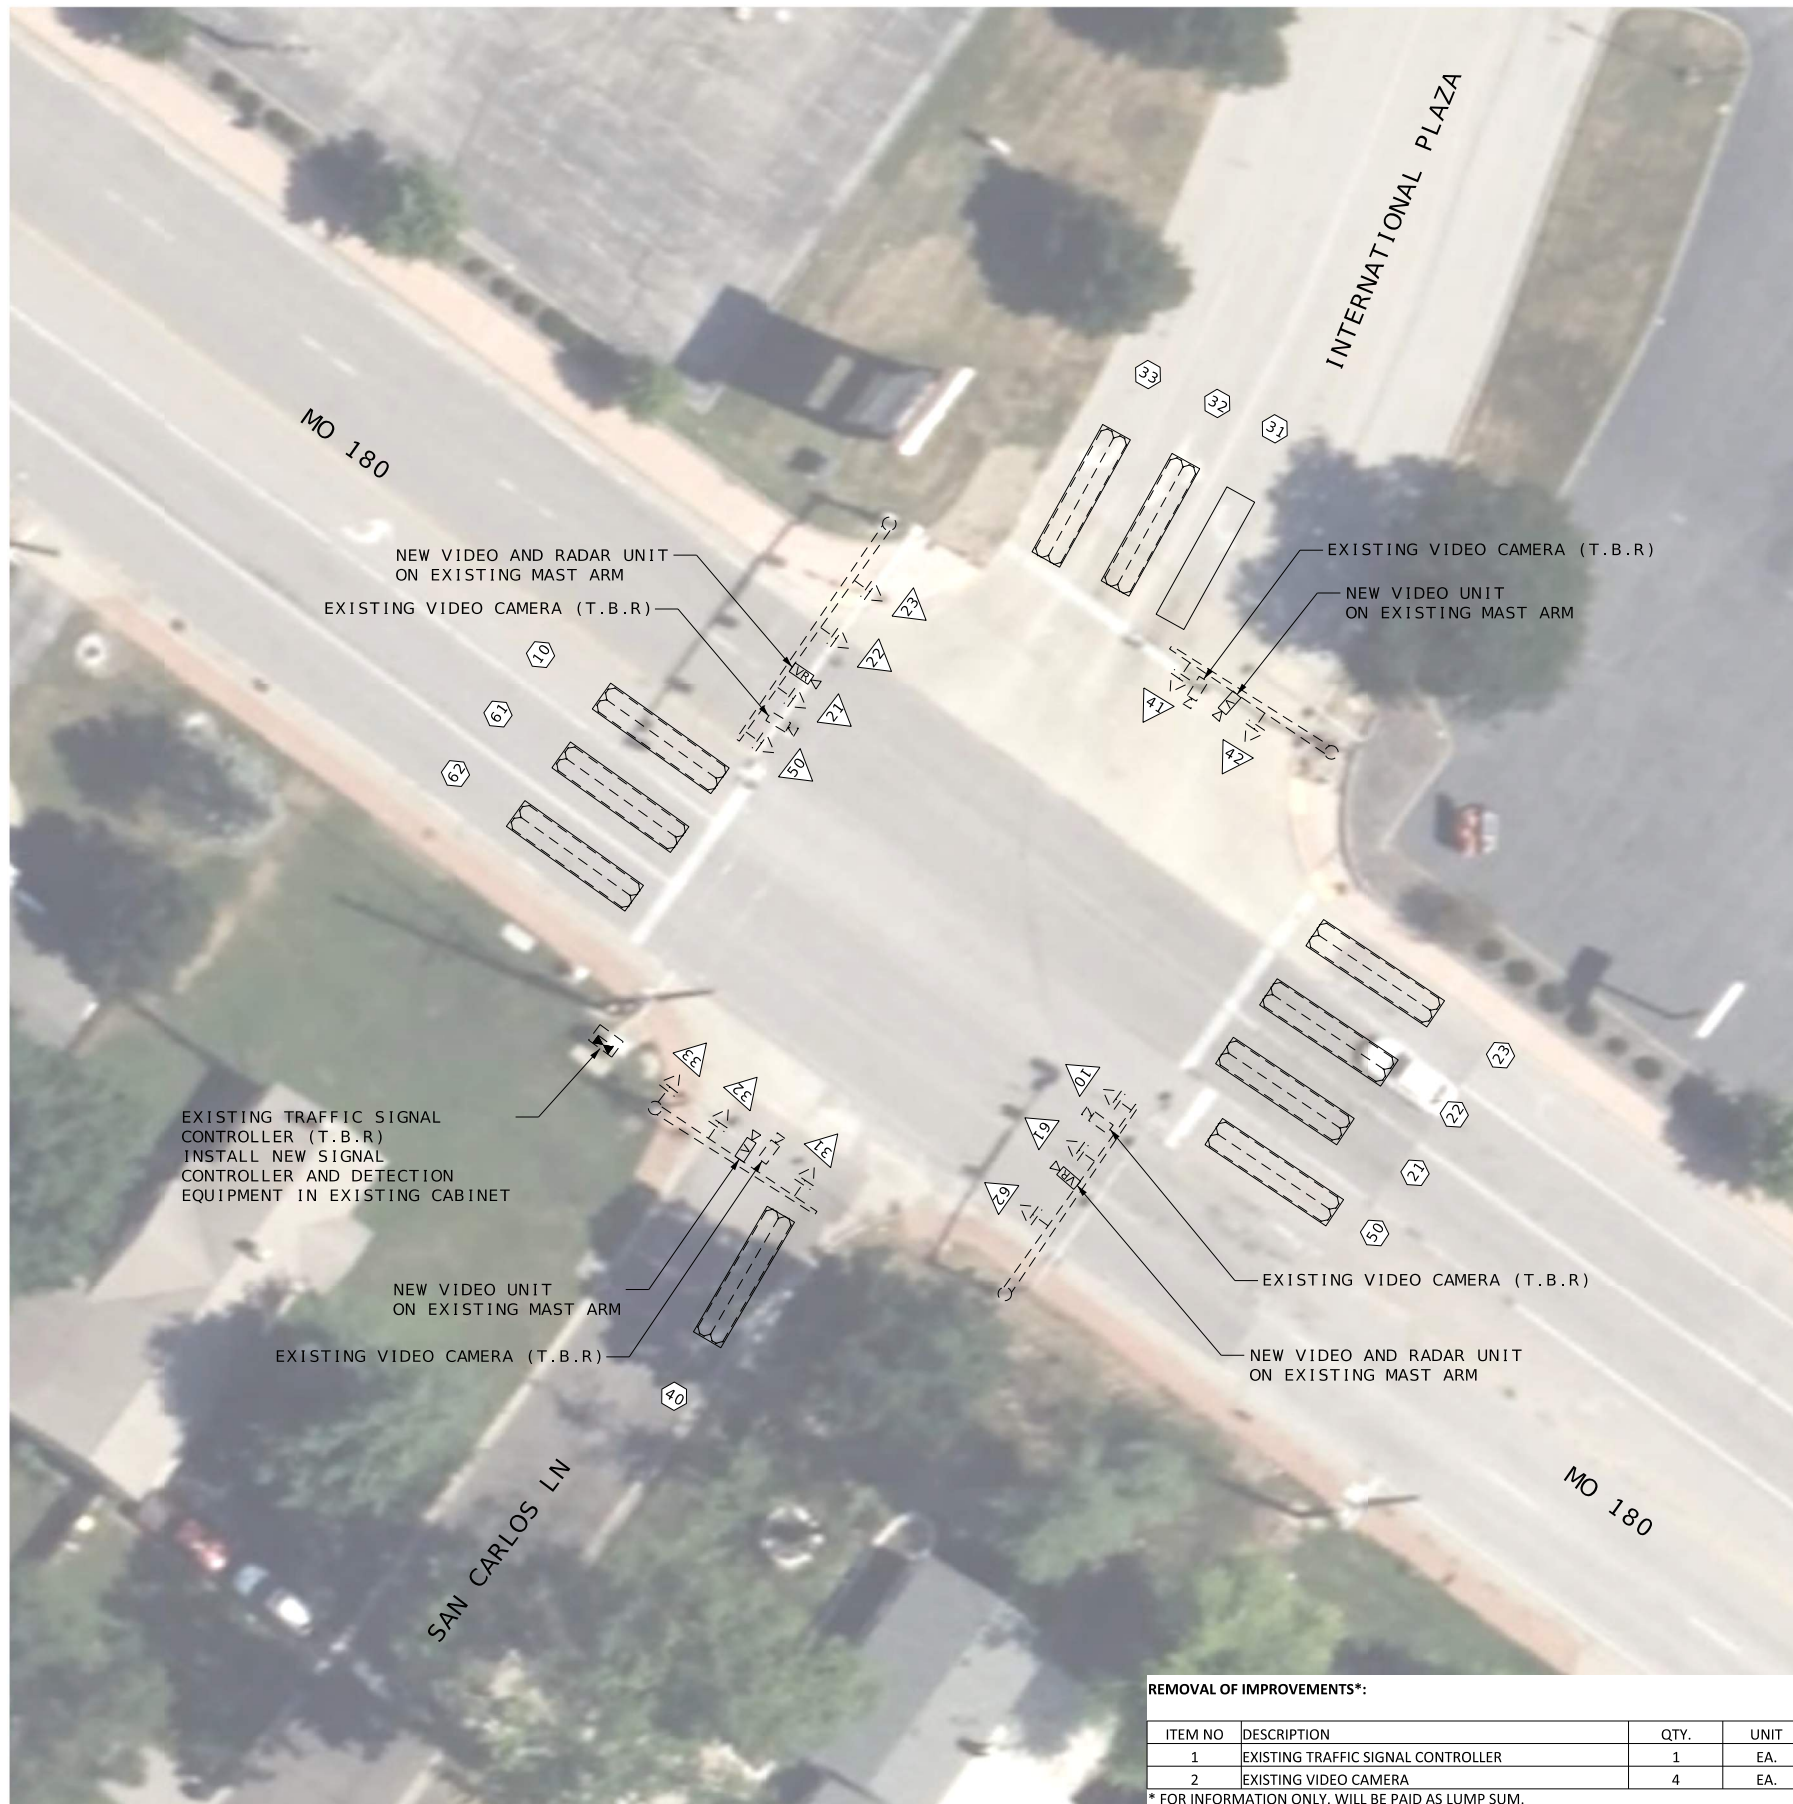 INTERNATIONAL PLAZA
33
32
31
MO 180
NEW VIDEO AND RADAR UNIT
ON EXISTING MAST ARM
EXISTING VIDEO CAMERA (T.B.R)
EXISTING VIDEO CAMERA (T.B.R)
NEW VIDEO UNIT
ON EXISTING MAST ARM
23
22
VR
21
50
10
61
62
41
V
42
23
22
21
50
33
32
V
31
10
61
VR
62
EXISTING TRAFFIC SIGNAL
CONTROLLER (T.B.R)
INSTALL NEW SIGNAL
CONTROLLER AND DETECTION
EQUIPMENT IN EXISTING CABINET
NEW VIDEO UNIT
ON EXISTING MAST ARM
EXISTING VIDEO CAMERA (T.B.R)
40
EXISTING VIDEO CAMERA (T.B.R)
NEW VIDEO AND RADAR UNIT
ON EXISTING MAST ARM
SAN CARLOS LN
MO 180
REMOVAL OF IMPROVEMENTS*:
ITEM NO DESCRIPTION QTY. UNIT
1 EXISTING TRAFFIC SIGNAL CONTROLLER 1 EA.
2 EXISTING VIDEO CAMERA 4 EA.
* FOR INFORMATION ONLY. WILL BE PAID AS LUMP SUM.